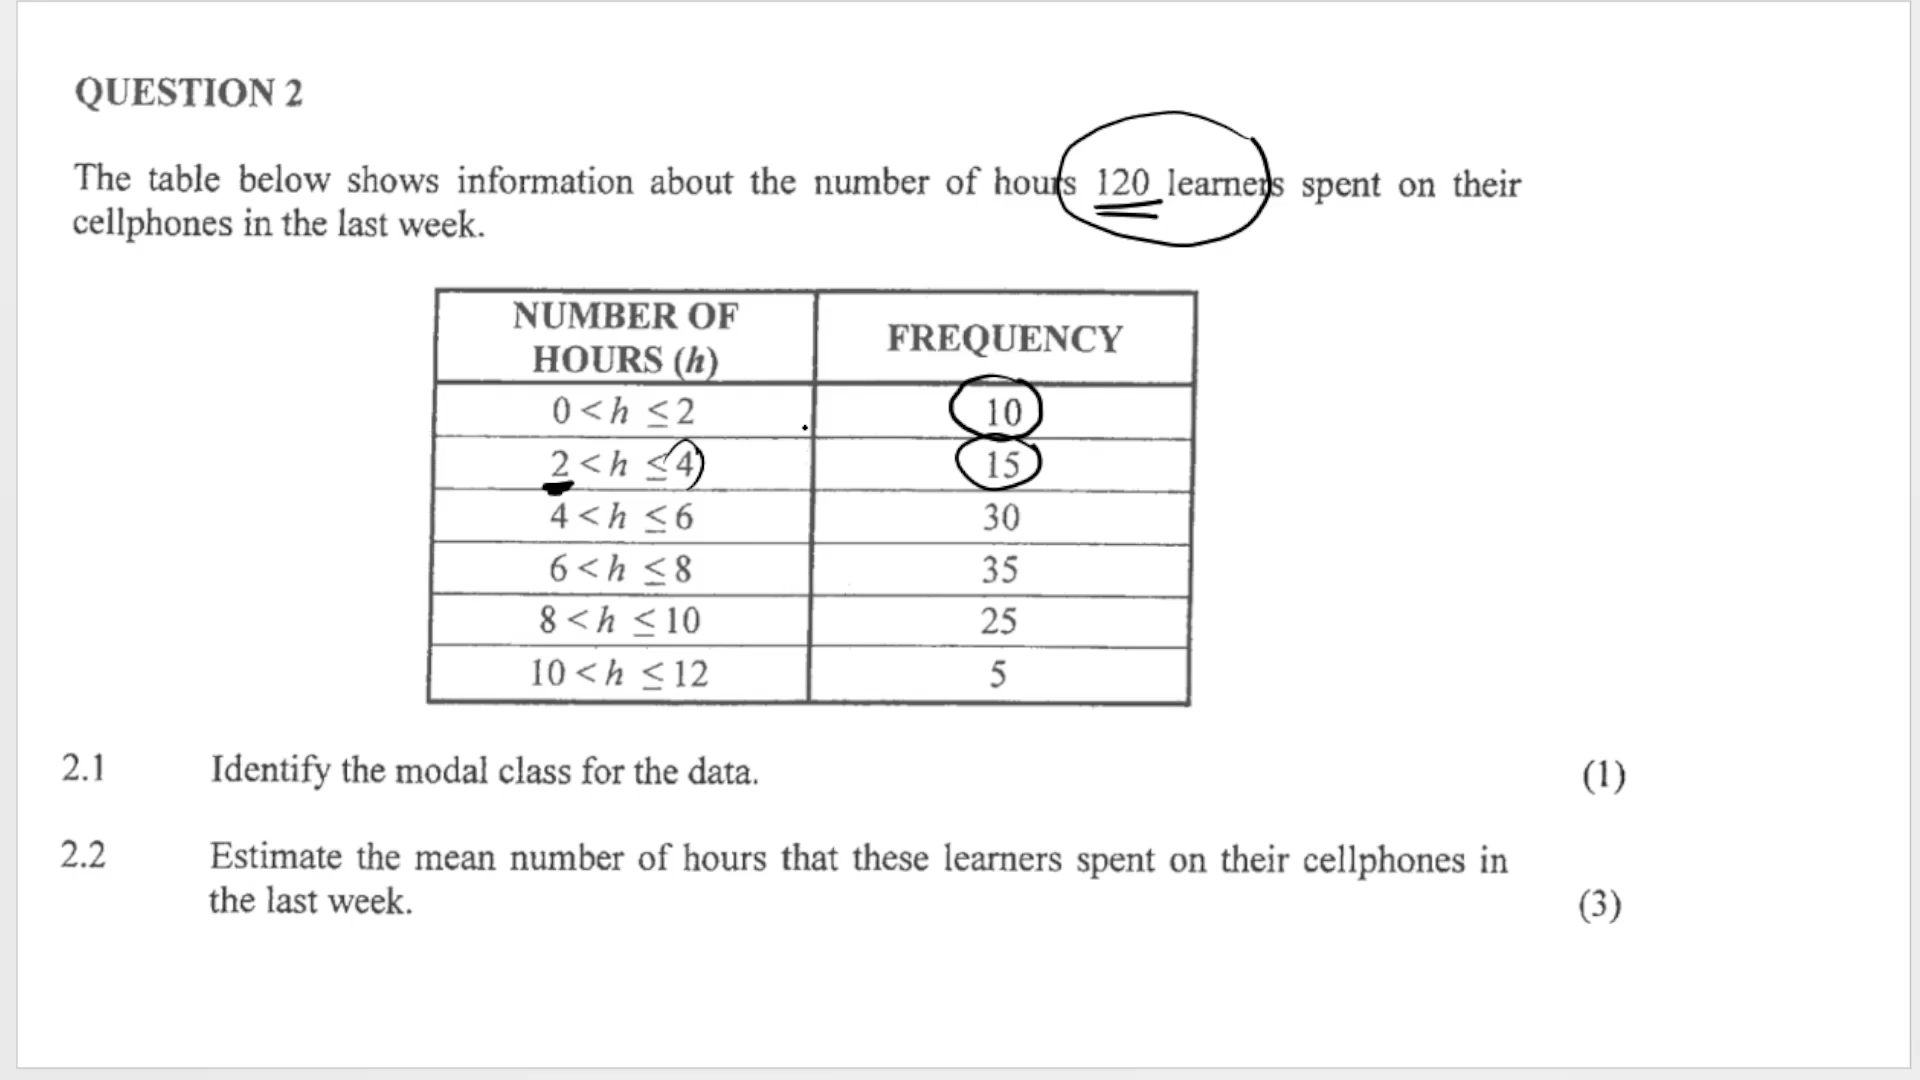 QUESTION 2
The table below shows information about the number of hours 120 learners spent on their
cellphones in the last week.
NUMBER OF
HOURS (h)
FREQUENCY
0 < h ≤ 2
10
2 < h ≤ 4
15
4 < h ≤ 6
30
6 < h ≤ 8
35
8 < h ≤ 10
25
10 < h ≤ 12
5
2.1 Identify the modal class for the data. (1)
2.2 Estimate the mean number of hours that these learners spent on their cellphones in
the last week. (3)